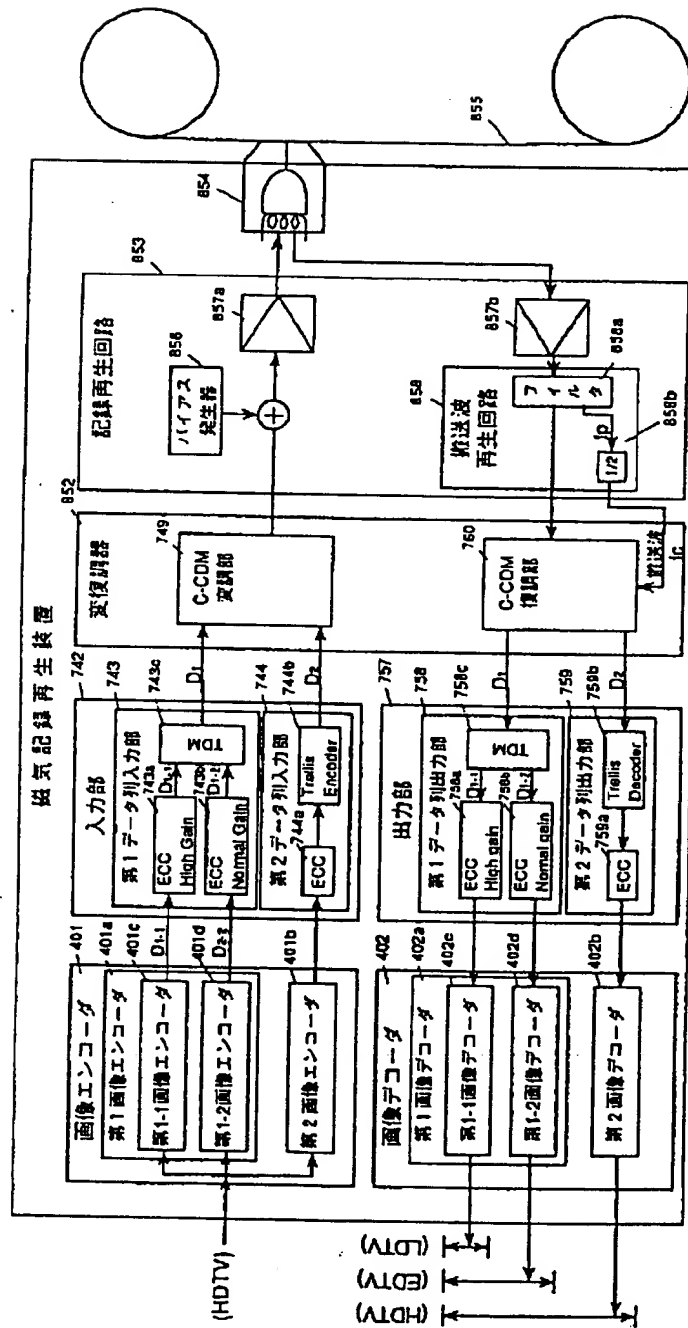 磁気記録再生装置
(HDTV)
401
画像エンコーダ
401a
第1画像エンコーダ
401c
第1-1画像エンコーダ
401d
第1-2画像エンコーダ
401b
第2画像エンコーダ
D1-1
D2-2
742
入力部
743
第1データ列入力部
743a
ECC
High Gain
D1-1
743b
ECC
Normal Gain
D1-2
743c
TDM
744
第2データ列入力部
744a
ECC
744b
Trellis
Encoder
D1
D2
852
変復調器
749
C-CDM
変調部
853
記録再生回路
856
バイアス
発生器
857a
854
855
(LDTV)
(EDTV)
(HDTV)
402
画像デコーダ
402a
第1画像デコーダ
402c
第1-1画像デコーダ
402d
第1-2画像デコーダ
402b
第2画像デコーダ
757
出力部
758
第1データ列出力部
758a
ECC
High gain
D1-1
758b
ECC
Normal gain
D1-2
758c
TDM
759
第2データ列出力部
759a
ECC
759b
Trellis
Decoder
D1
D2
760
C-CDM
復調部
搬送波
fc
858
搬送波
再生回路
857b
フィルタ
858a
fp
1/2
858b